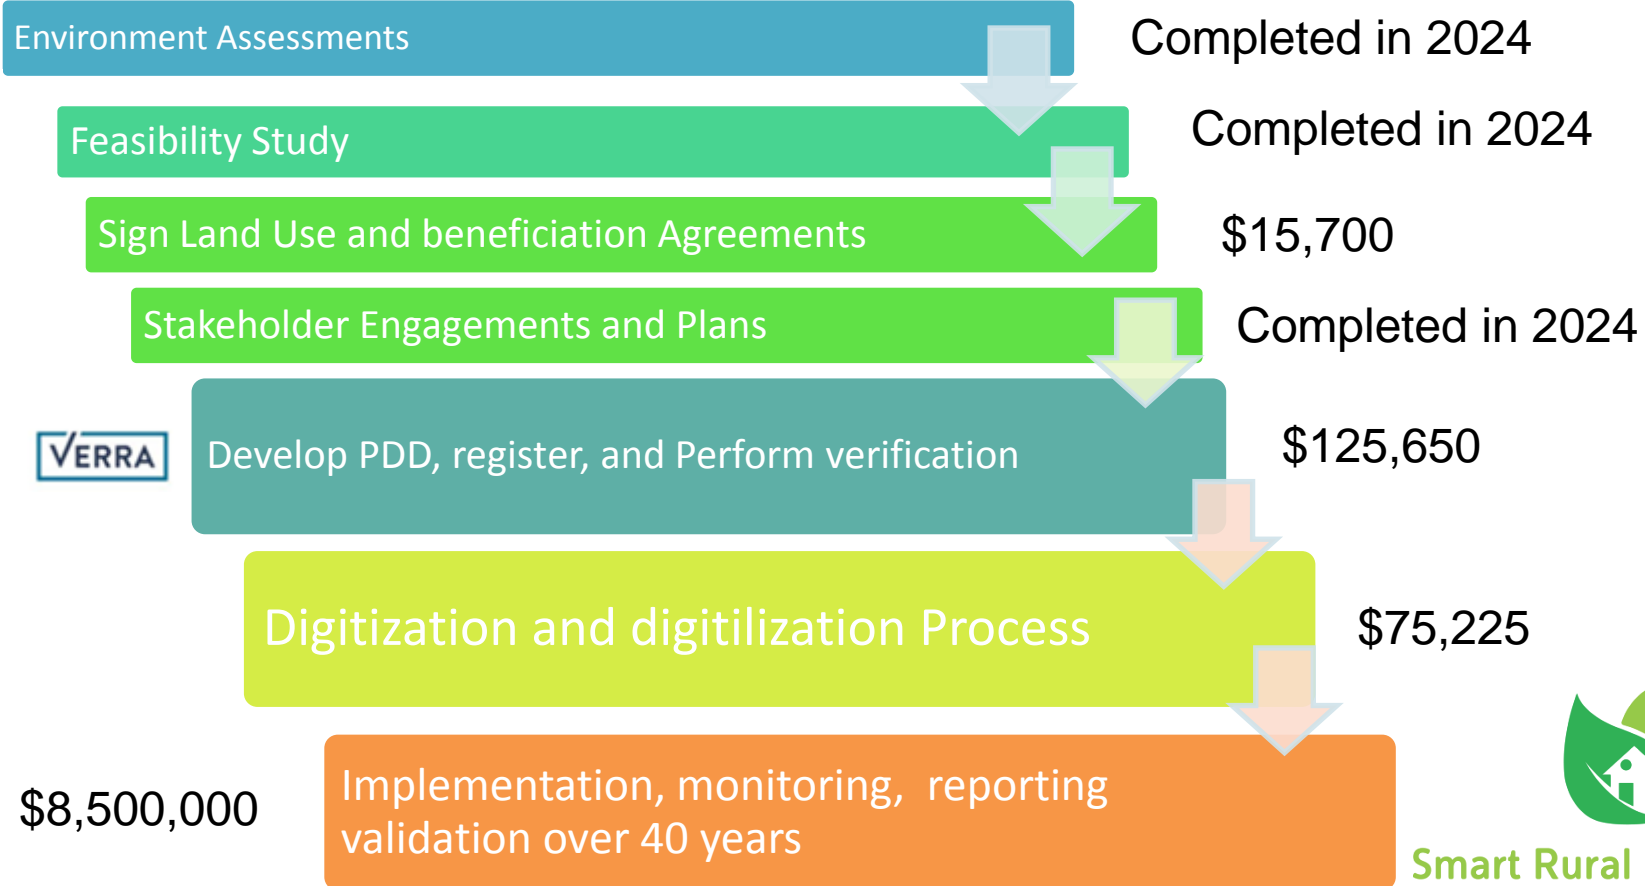 Environment Assessments
Completed in 2024
Feasibility Study
Completed in 2024
Sign Land Use and beneficiation Agreements
$15,700
Stakeholder Engagements and Plans
Completed in 2024
VERRA
Develop PDD, register, and Perform verification
$125,650
Digitization and digitilization Process
$75,225
$8,500,000
Implementation, monitoring,  reporting
validation over 40 years
Smart Rural